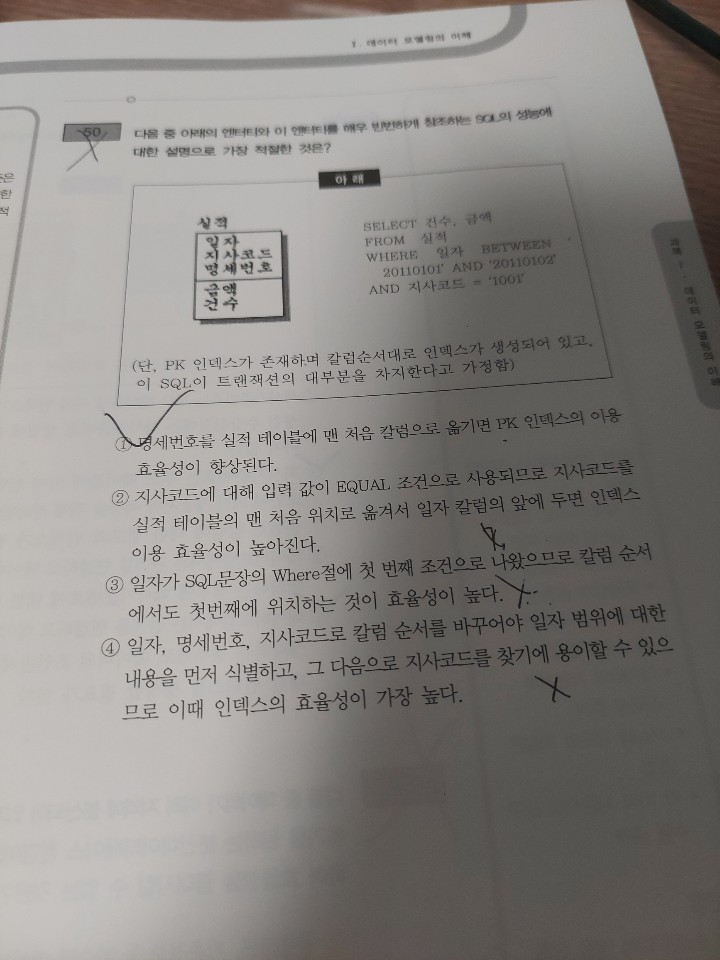 I. 데이터 모델링의 이해
50
다음 중 아래의 엔터티와 이 엔터티를 매우 빈번하게 참조하는 SQL의 성능에
대한 설명으로 가장 적절한 것은?
아 래
실적
일자
지사코드
명세번호
금액
건수
SELECT 건수, 금액
FROM 실적
WHERE 일자 BETWEEN
'20110101' AND '20110102'
AND 지사코드 = '1001'
(단, PK 인덱스가 존재하며 칼럼순서대로 인덱스가 생성되어 있고,
이 SQL이 트랜잭션의 대부분을 차지한다고 가정함)
① 명세번호를 실적 테이블에 맨 처음 칼럼으로 옮기면 PK 인덱스의 이용
효율성이 향상된다.
② 지사코드에 대해 입력 값이 EQUAL 조건으로 사용되므로 지사코드를
실적 테이블의 맨 처음 위치로 옮겨서 일자 칼럼의 앞에 두면 인덱스
이용 효율성이 높아진다.
③ 일자가 SQL문장의 Where절에 첫 번째 조건으로 나왔으므로 칼럼 순서
에서도 첫번째에 위치하는 것이 효율성이 높다.
④ 일자, 명세번호, 지사코드로 칼럼 순서를 바꾸어야 일자 범위에 대한
내용을 먼저 식별하고, 그 다음으로 지사코드를 찾기에 용이할 수 있으
므로 이때 인덱스의 효율성이 가장 높다.